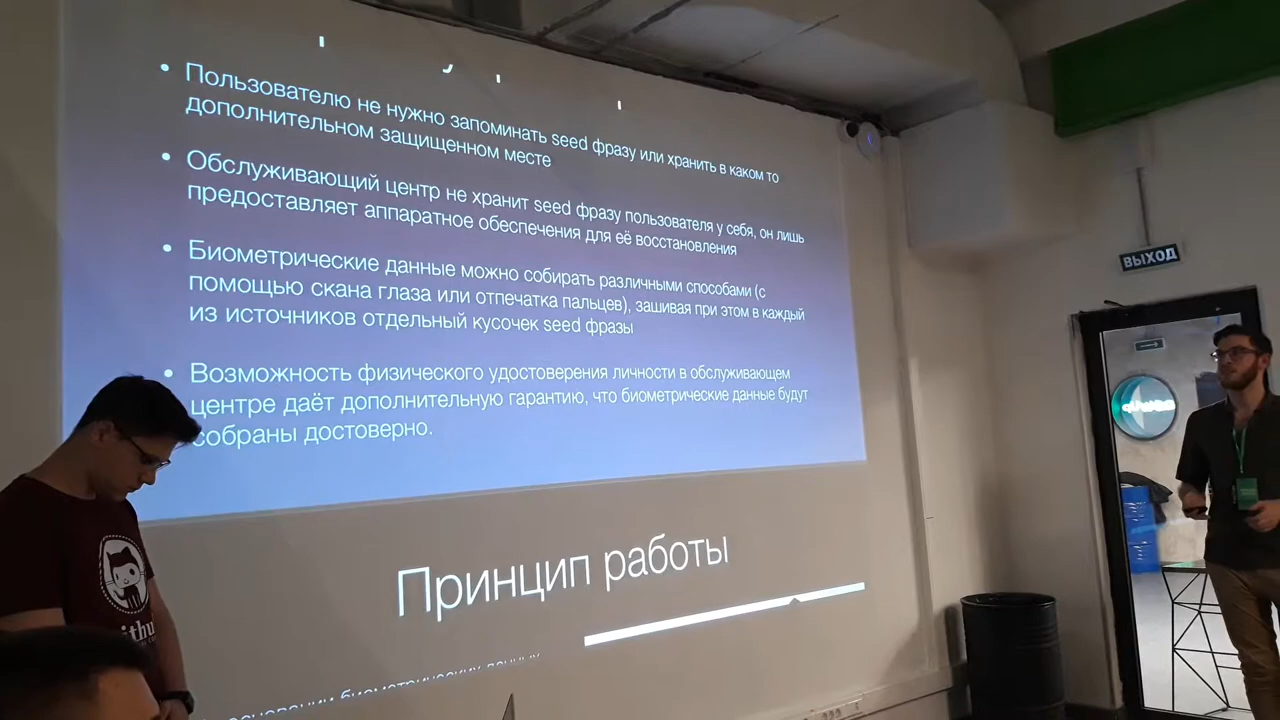 • Пользователю не нужно запоминать seed фразу или хранить в каком то
дополнительном защищенном месте
• Обслуживающий центр не хранит seed фразу пользователя у себя, он лишь
предоставляет аппаратное обеспечения для её восстановления
• Биометрические данные можно собирать различными способами (с
помощью скана глаза или отпечатка пальцев), зашивая при этом в каждый
из источников отдельный кусочек seed фразы
• Возможность физического удостоверения личности в обслуживающем
центре даёт дополнительную гарантию, что биометрические данные будут
собраны достоверно.
Принцип работы
основании биометрических данных
ВЫХОД